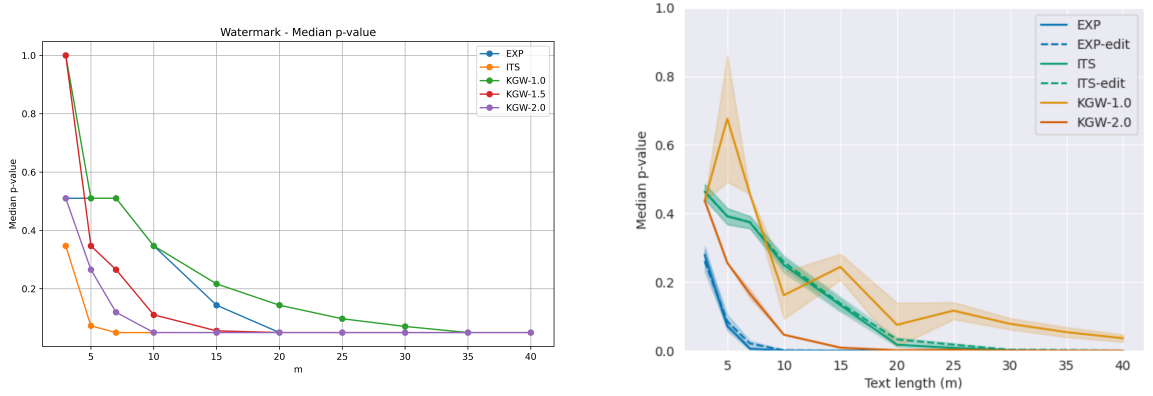 Watermark - Median p-value
1.0
0.8
0.6
0.4
0.2
Median p-value
5
10
15
20
25
30
35
40
m
EXP
ITS
KGW-1.0
KGW-1.5
KGW-2.0
1.0
0.8
0.6
0.4
0.2
0.0
Median p-value
5
10
15
20
25
30
35
40
Text length (m)
EXP
EXP-edit
ITS
ITS-edit
KGW-1.0
KGW-2.0